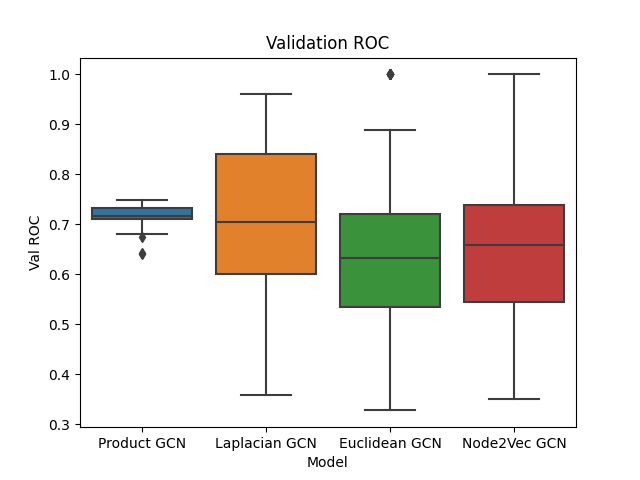 Validation ROC
1.0
0.9
0.8
0.7
0.6
0.5
0.4
0.3
Val ROC
Product GCN
Laplacian GCN
Euclidean GCN
Node2Vec GCN
Model